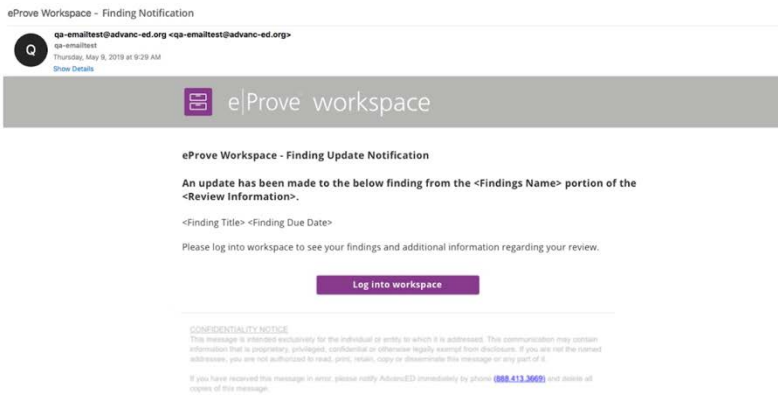 eProve Workspace - Finding Notification
qa-emailtest@advanc-ed.org <qa-emailtest@advanc-ed.org>
Q
qa-emailtest
Thursday, May 9, 2019 at 9:29 AM
Show Details
e|Prove workspace
eProve Workspace - Finding Update Notification
An update has been made to the below finding from the <Findings Name> portion of the
<Review Information>.
<Finding Title> <Finding Due Date>
Please log into workspace to see your findings and additional information regarding your review.
Log into workspace
CONFIDENTIALITY NOTICE
This message is intended exclusively for the individual or entity to which it is addressed. This communication may contain
information that is proprietary, privileged, confidential or otherwise legally exempt from disclosure. If you are not the named
addressee, you are not authorized to read, print, retain, copy or disseminate this message or any part of it.
If you have received this message in error, please notify AdvancED immediately by phone (888.413.3669) and delete all
copies of this message.